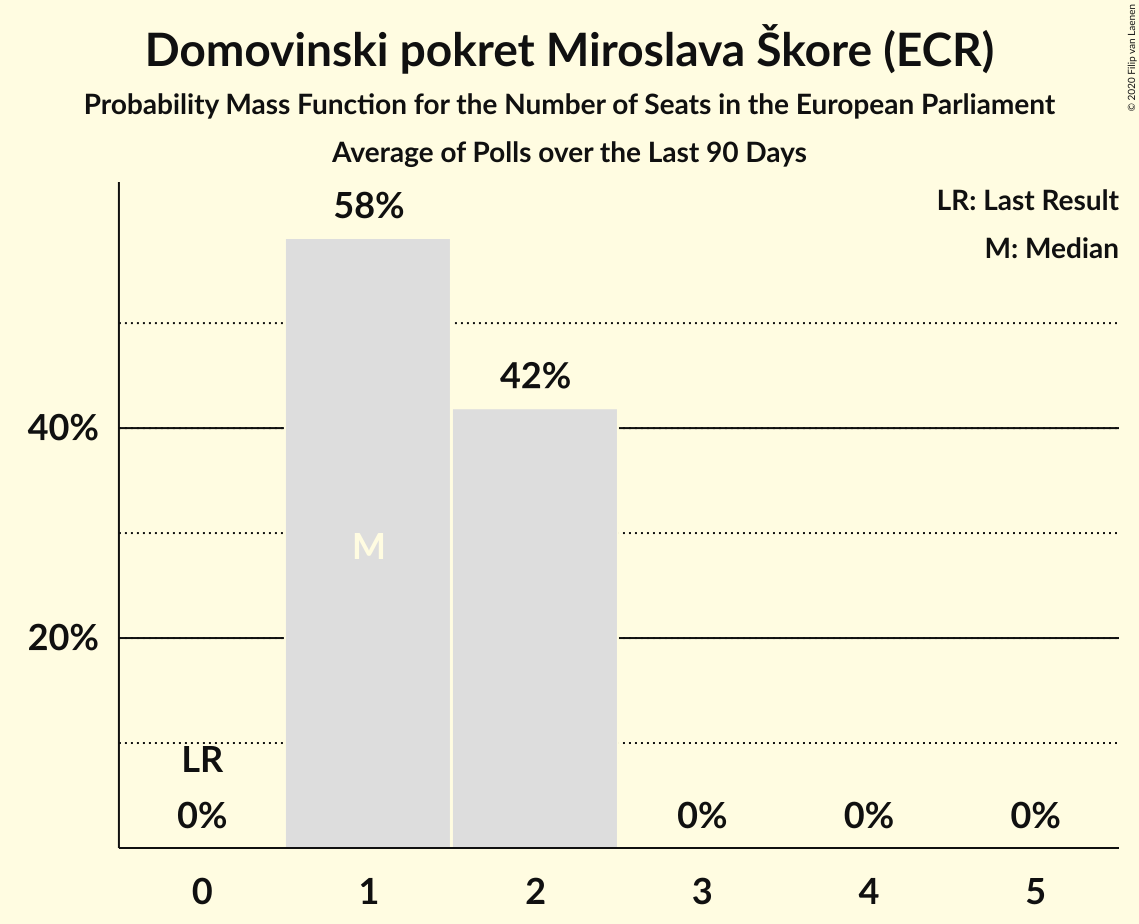 Domovinski pokret Miroslava Škore (ECR)
Probability Mass Function for the Number of Seats in the European Parliament
Average of Polls over the Last 90 Days
© 2020 Filip van Laenen
LR: Last Result
M: Median
58%
42%
40%
20%
M
LR
0%
0%
0%
0%
0
1
2
3
4
5